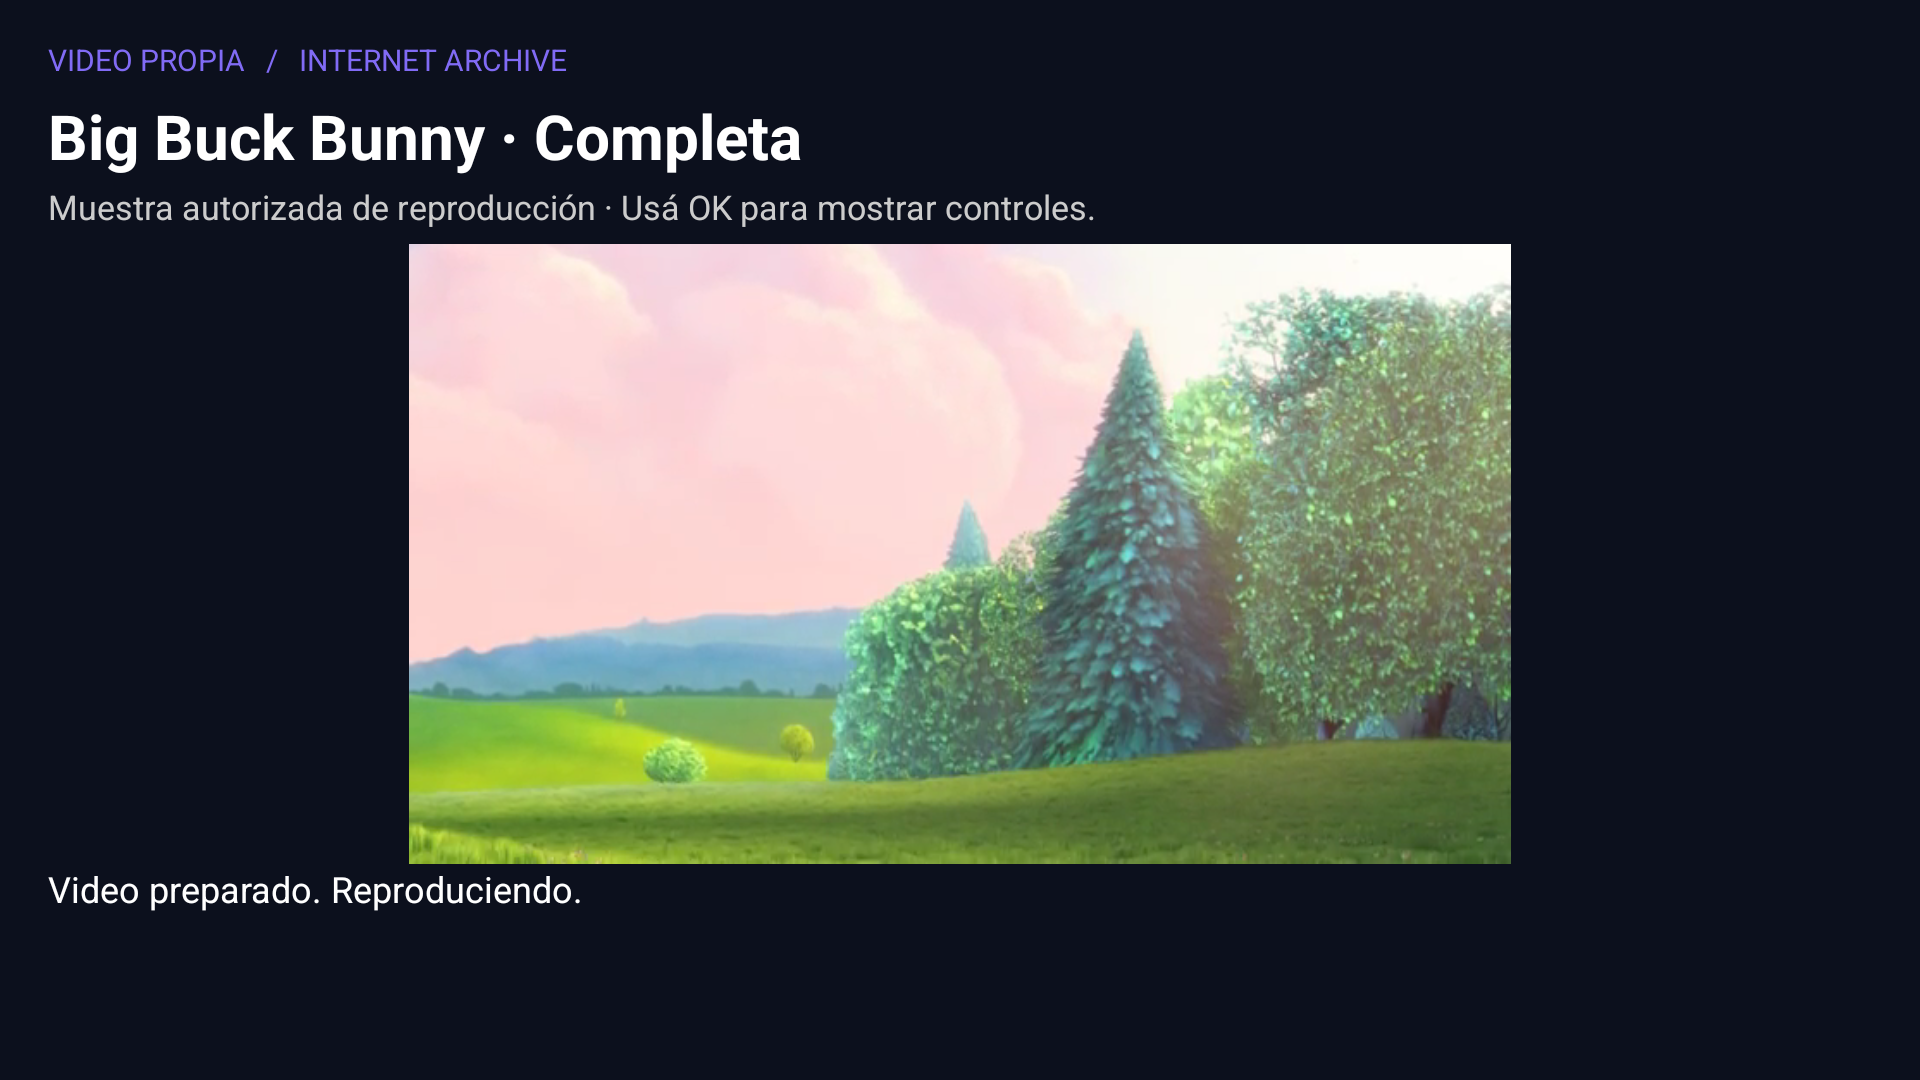 VIDEO PROPIA / INTERNET ARCHIVE
Big Buck Bunny · Completa
Muestra autorizada de reproducción · Usá OK para mostrar controles.
Video preparado. Reproduciendo.